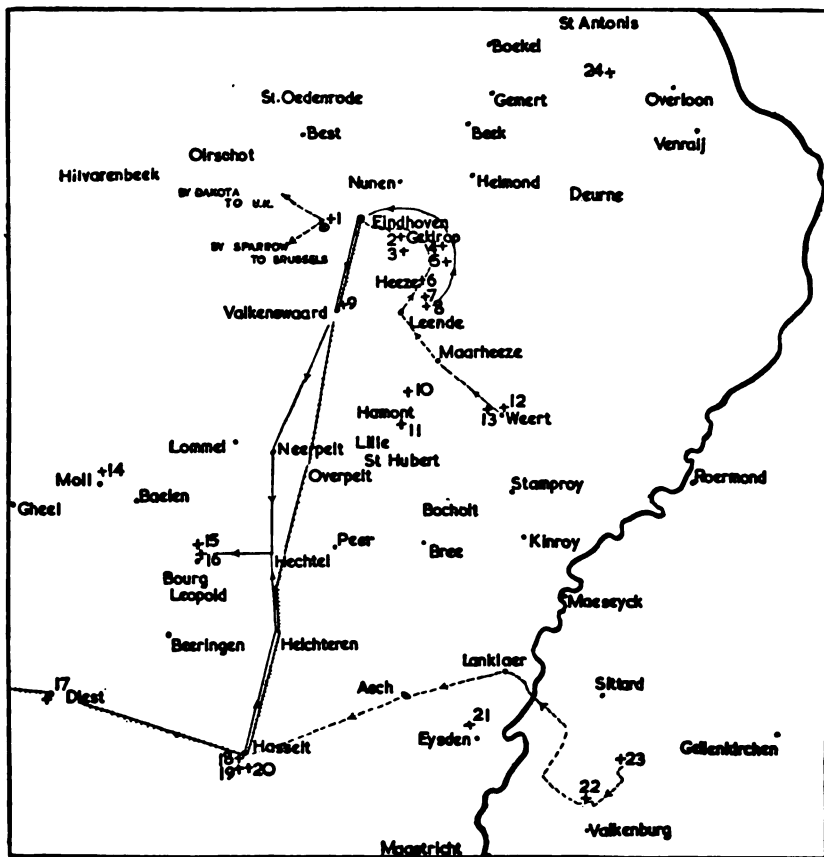 St Antonis
Boekel
24
St. Oedenrode
Gemert
Overloon
Best
Beek
Venraij
Oirschot
Hilvarenbeek
Nunen
Helmond
Deurne
BY DAKOTA
TO U.K.
1
Eindhoven
BY SPARROW
TO BRUSSELS
2
Geldrop
3
4
5
Heeze
6
7
8
Valkenswaard
9
Leende
Maarheeze
10
12
Hamont
13
Weert
11
Lommel
Neerpelt
Lille
St Hubert
Moll
14
Overpelt
Stamproy
Roermond
Gheel
Baelen
Bocholt
15
Peer
Bree
Kinroy
16
Hechtel
Bourg
Leopold
Maeseyck
Beeringen
Helchteren
Lanklaer
17
Diest
Asch
Sittard
21
Eysden
Geilenkirchen
Hasselt
18
19
20
23
22
Valkenburg
Maastricht